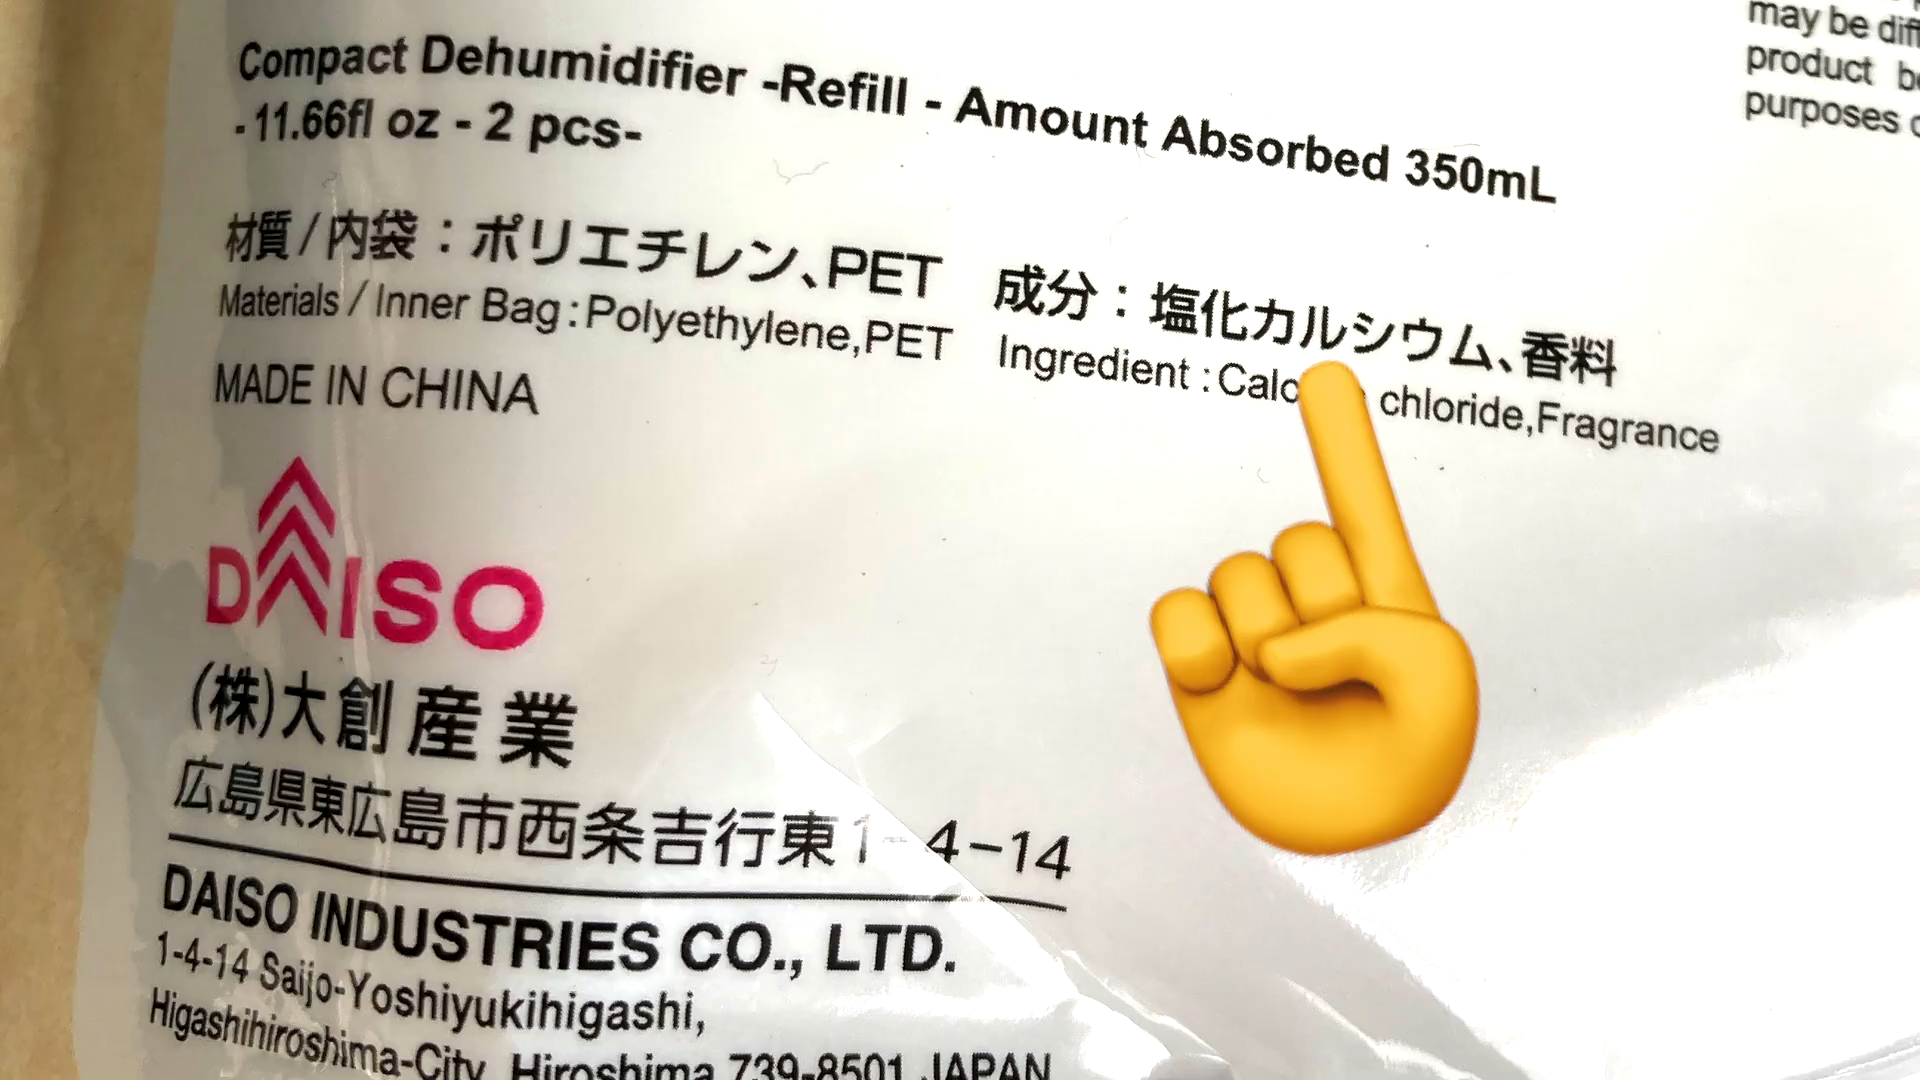 Compact Dehumidifier -Refill - Amount Absorbed 350mL
- 11.66fl oz - 2 pcs-
may be
product
purposes
材質/内袋：ポリエチレン、PET 成分：塩化カルシウム、香料
Materials / Inner Bag : Polyethylene,PET Ingredient : chloride,Fragrance
MADE IN CHINA
DAISO
(株)大創産業
広島県東広島市西条吉行東1-4-14
DAISO INDUSTRIES CO., LTD.
1-4-14 Saijo-Yoshiyukihigashi,
Higashihiroshima-City, Hiroshima 739-8501 JAPAN